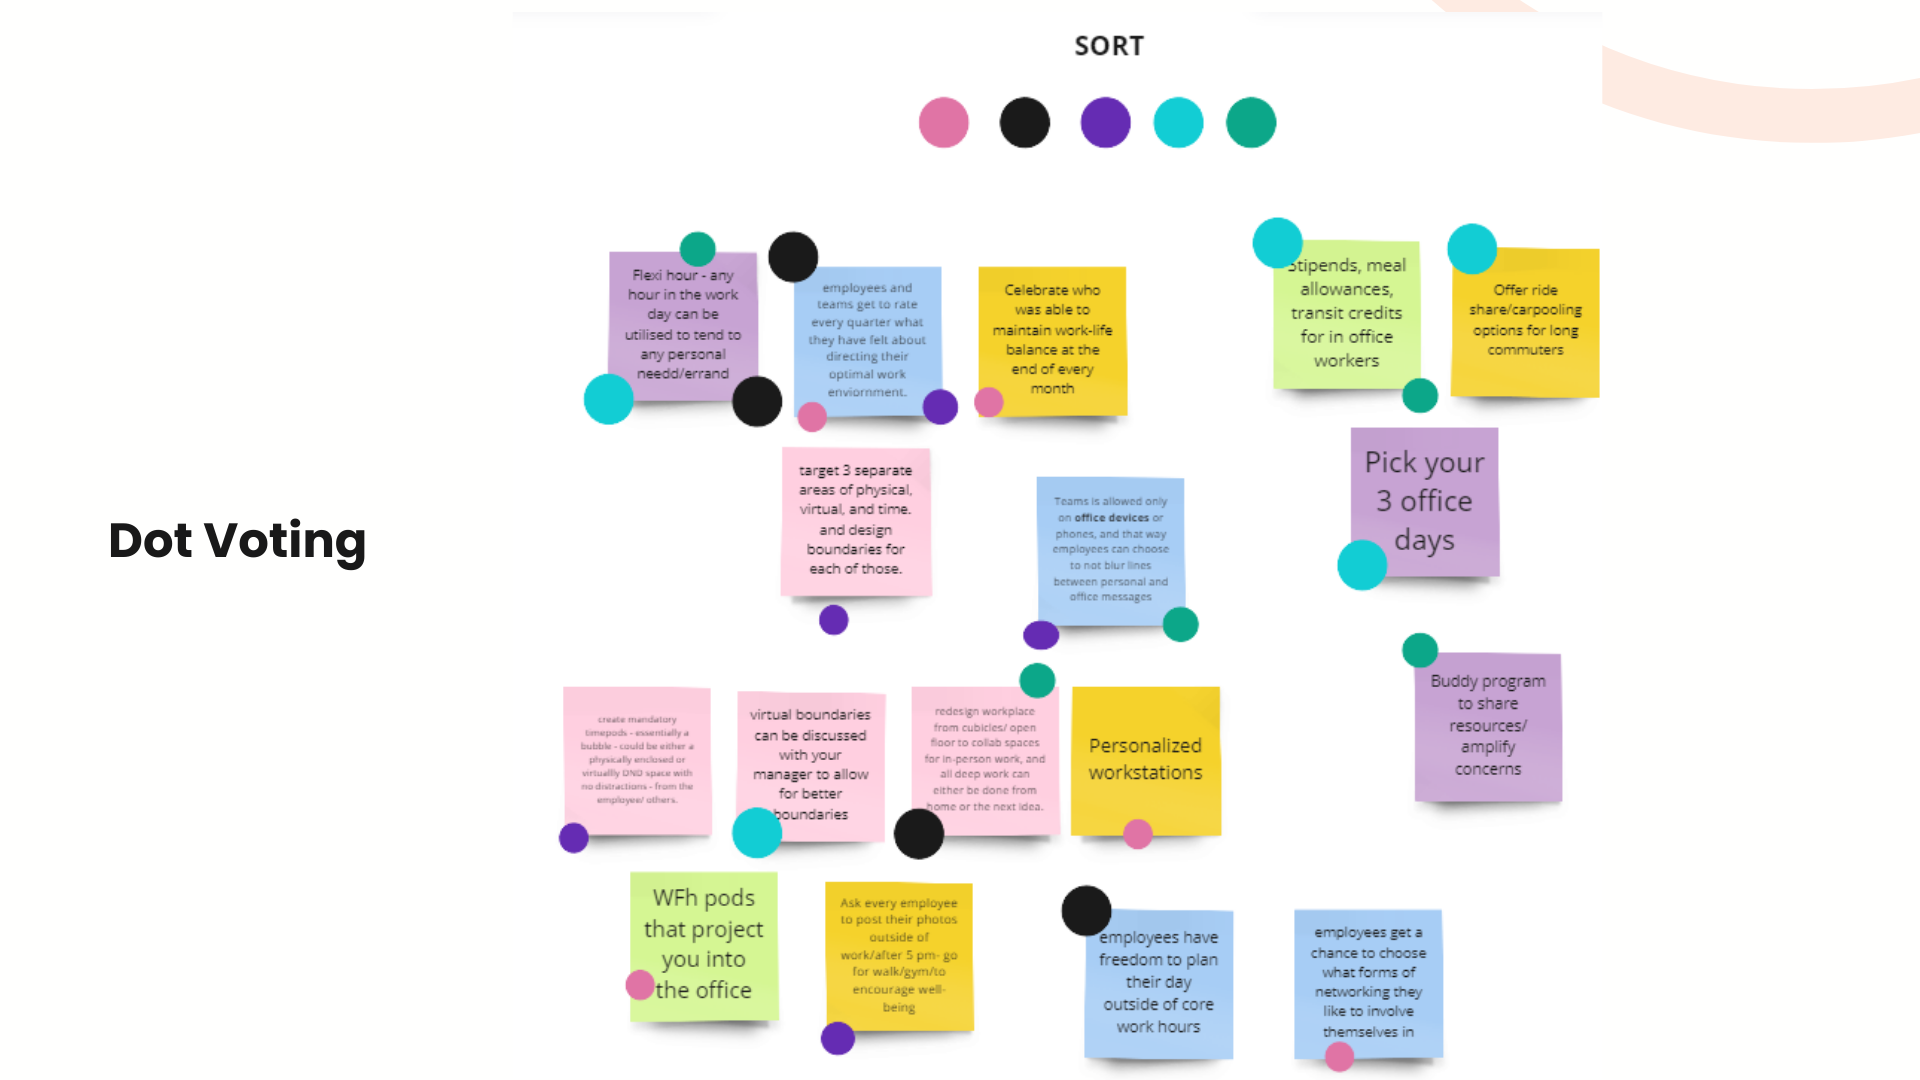 SORT
Dot Voting
Flexi hour - any
hour in the work
day can be
utilised to tend to
any personal
needd/errand
employees and
teams get to rate
every quarter what
they have felt about
directing their
optimal work
enviornment.
Celebrate who
was able to
maintain work-life
balance at the
end of every
month
Stipends, meal
allowances,
transit credits
for in office
workers
Offer ride
share/carpooling
options for long
commuters
target 3 separate
areas of physical,
virtual, and time.
and design
boundaries for
each of those.
Teams is allowed only
on office devices or
phones, and that way
employees can choose
to not blur lines
between personal and
office messages
Pick your
3 office
days
Buddy program
to share
resources/
amplify
concerns
create mandatory
timepods - essentially a
bubble - could be either a
physically enclosed or
virtuallly DND space with
no distractions - from the
employee/ others.
virtual boundaries
can be discussed
with your
manager to allow
for better
boundaries
redesign workplace
from cubicles/ open
floor to collab spaces
for in-person work, and
all deep work can
either be done from
home or the next idea.
Personalized
workstations
WFh pods
that project
you into
the office
Ask every employee
to post their photos
outside of
work/after 5 pm- go
for walk/gym/to
encourage well-
being
employees have
freedom to plan
their day
outside of core
work hours
employees get a
chance to choose
what forms of
networking they
like to involve
themselves in